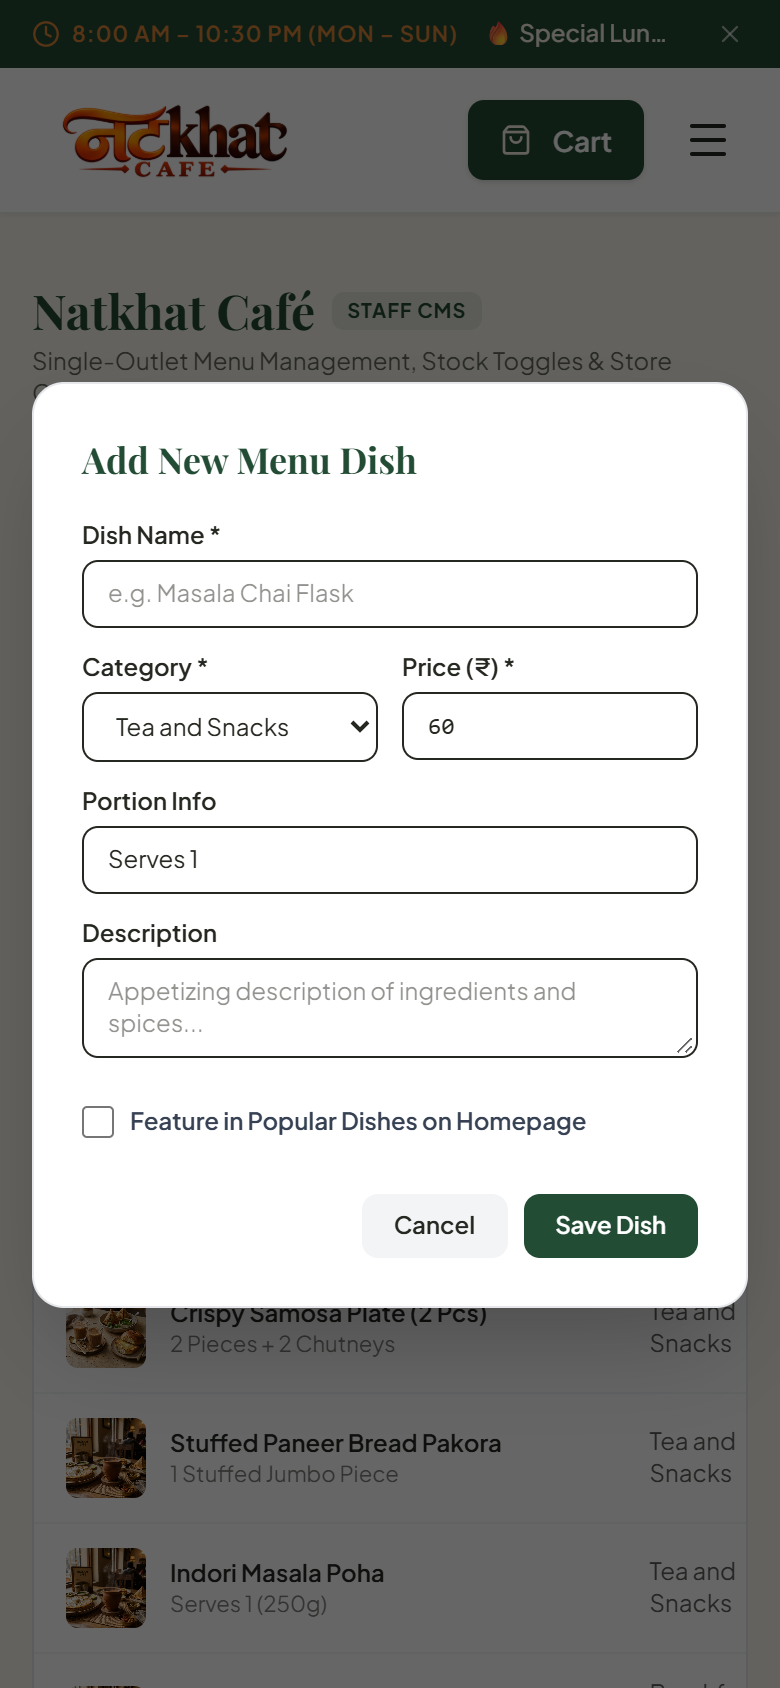 8:00 AM – 10:30 PM (MON – SUN) 🔥 Special Lun...
नटkhat
CAFE
Cart
Natkhat Café STAFF CMS
Single-Outlet Menu Management, Stock Toggles & Store
Add New Menu Dish
Dish Name *
e.g. Masala Chai Flask
Category * Price (₹) *
Tea and Snacks 60
Portion Info
Serves 1
Description
Appetizing description of ingredients and
spices...
Feature in Popular Dishes on Homepage
Cancel Save Dish
Crispy Samosa Plate (2 Pcs) Tea and
2 Pieces + 2 Chutneys Snacks
Stuffed Paneer Bread Pakora Tea and
1 Stuffed Jumbo Piece Snacks
Indori Masala Poha Tea and
Serves 1 (250g) Snacks